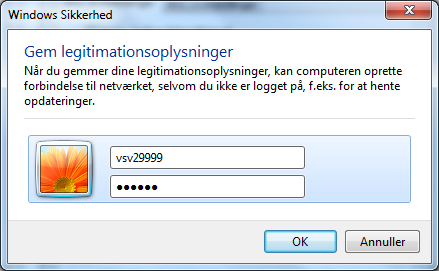 Windows Sikkerhed
Gem legitimationsoplysninger
Når du gemmer dine legitimationsoplysninger, kan computeren oprette
forbindelse til netværket, selvom du ikke er logget på, f.eks. for at hente
opdateringer.
vsv29999
●●●●●●
OK
Annuller